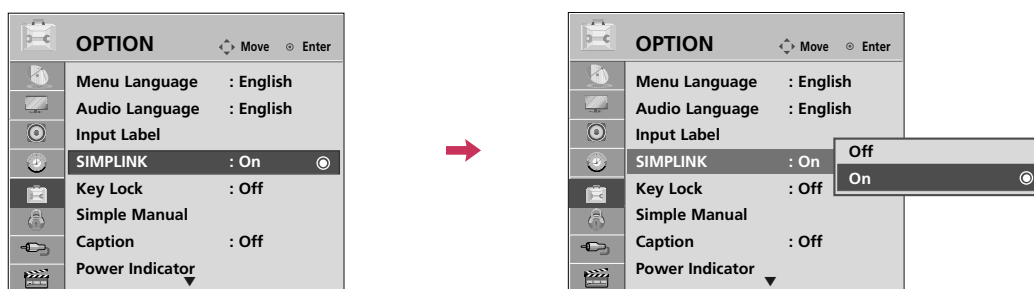 OPTION Move Enter
Menu Language : English
Audio Language : English
Input Label
SIMPLINK : On
Key Lock : Off
Simple Manual
Caption : Off
Power Indicator
OPTION Move Enter
Menu Language : English
Audio Language : English
Input Label
SIMPLINK : On
Key Lock : Off
Simple Manual
Caption : Off
Power Indicator
Off
On